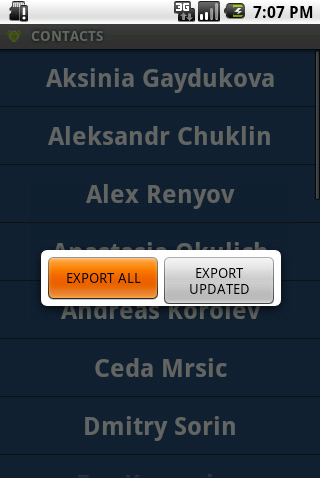 3G
7:07 PM
CONTACTS
Aksinia Gaydukova
Aleksandr Chuklin
Alex Renyov
EXPORT ALL
EXPORT
UPDATED
Andreas Korolev
Ceda Mrsic
Dmitry Sorin